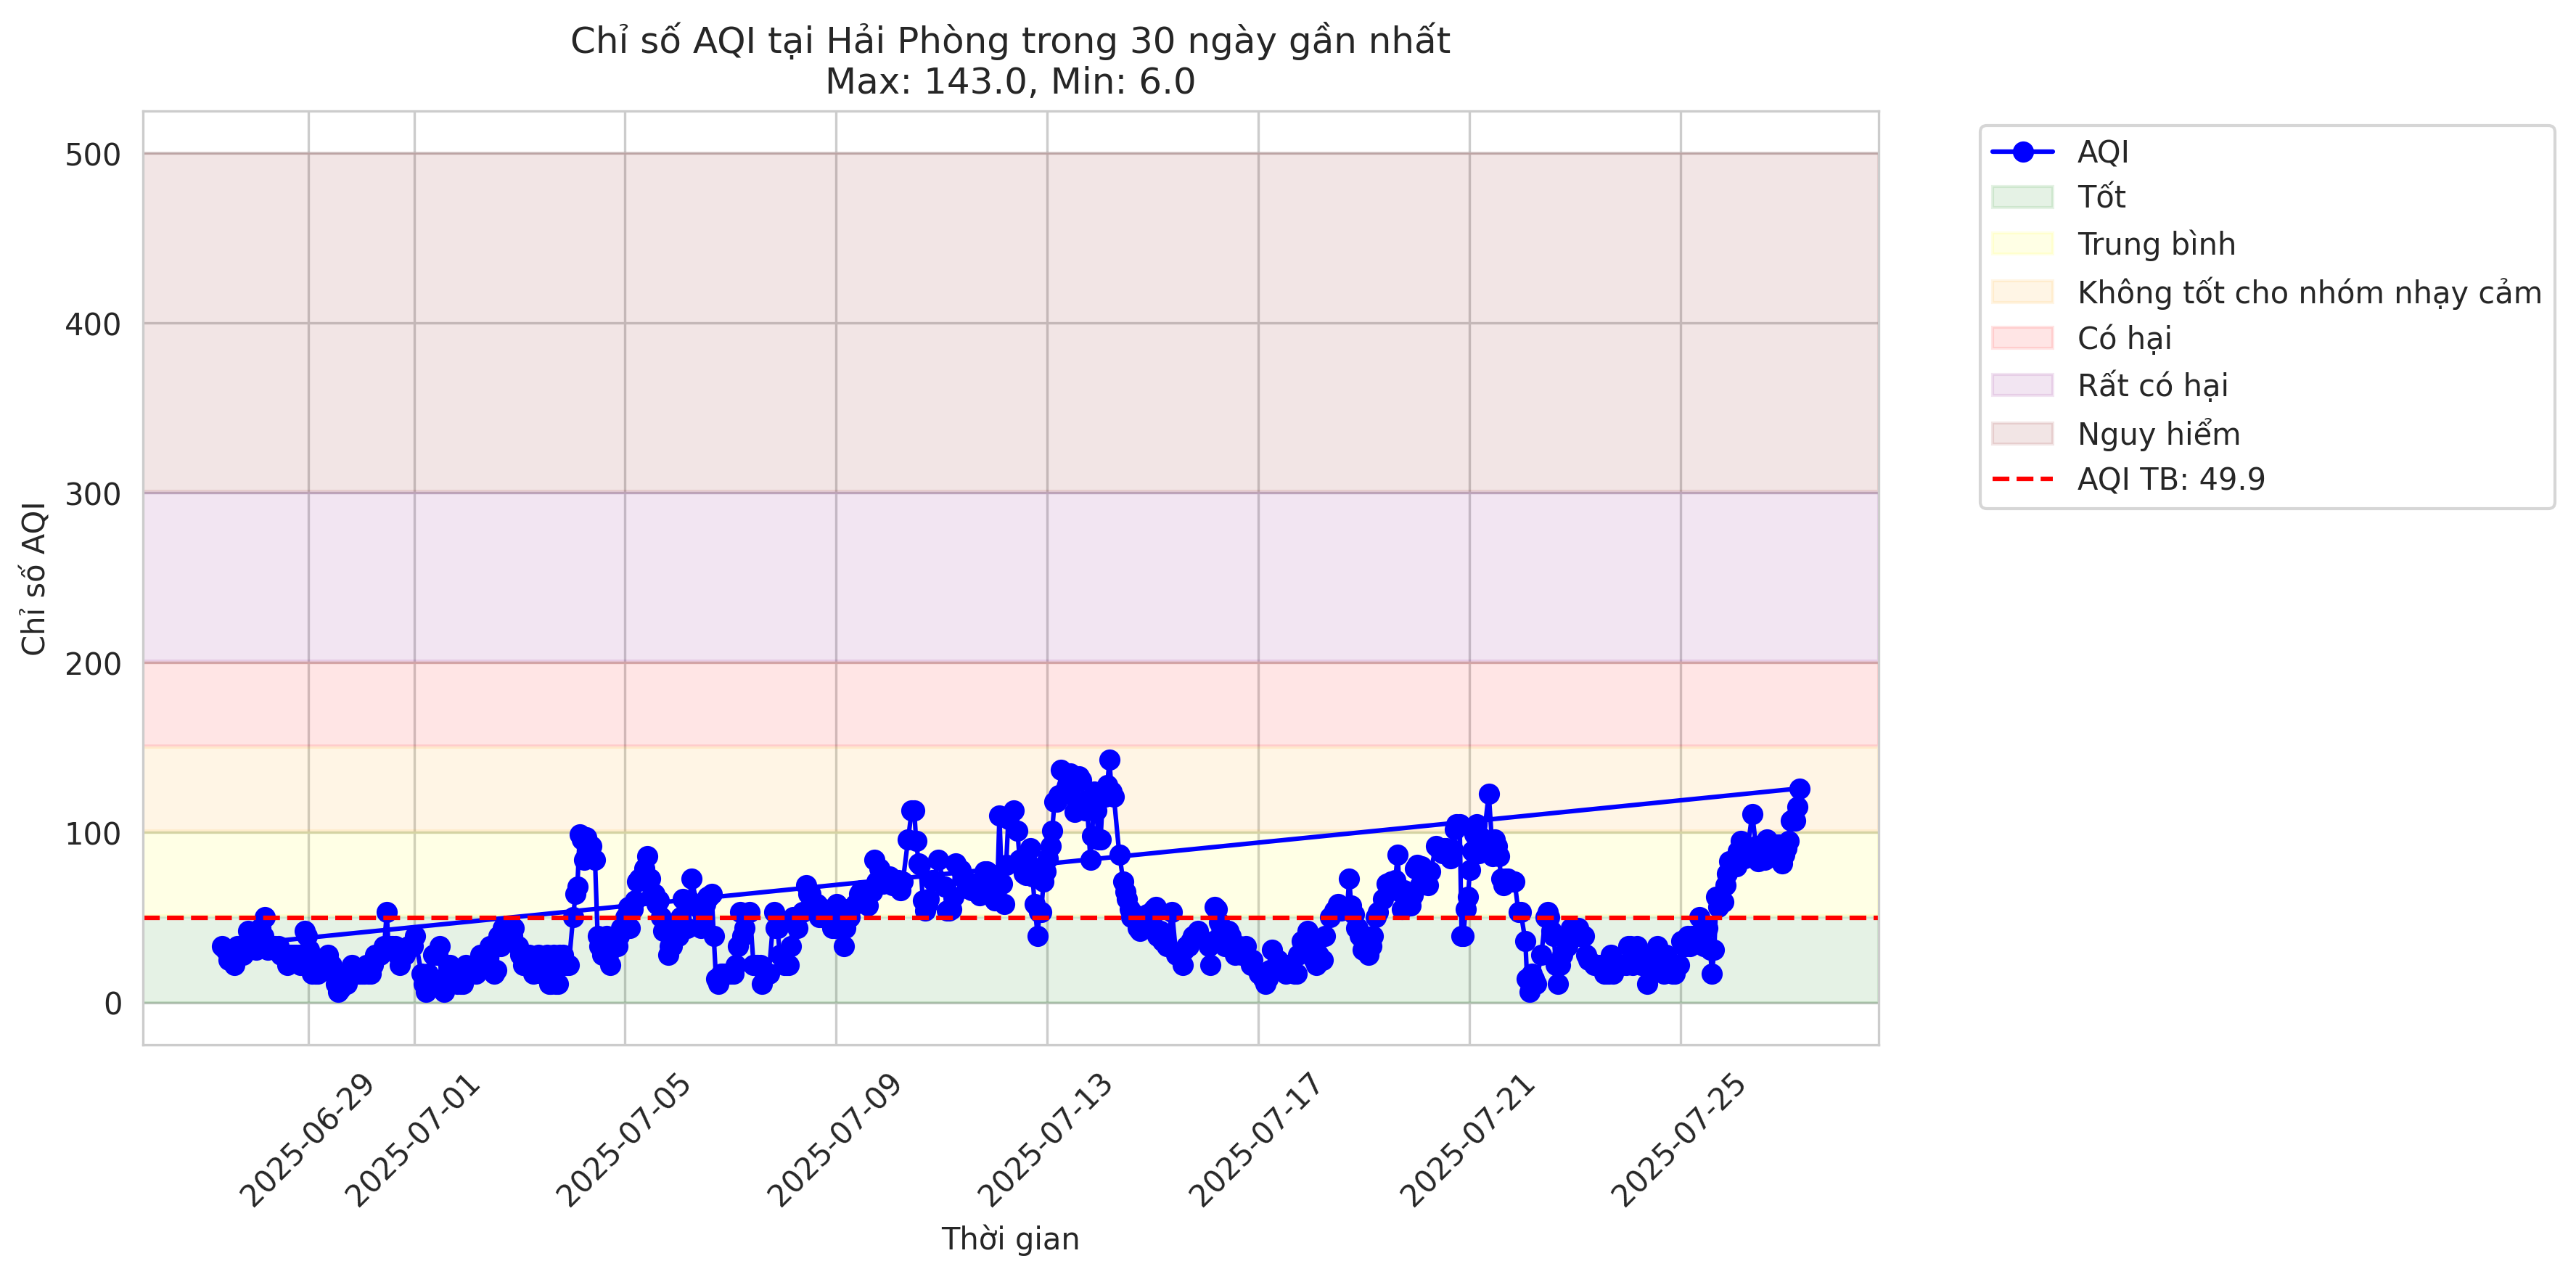 Chỉ số AQI tại Hải Phòng trong 30 ngày gần nhất
Max: 143.0, Min: 6.0
Chỉ số AQI
500
400
300
200
100
0
2025-06-29
2025-07-01
2025-07-05
2025-07-09
2025-07-13
2025-07-17
2025-07-21
2025-07-25
Thời gian
AQI
Tốt
Trung bình
Không tốt cho nhóm nhạy cảm
Có hại
Rất có hại
Nguy hiểm
AQI TB: 49.9